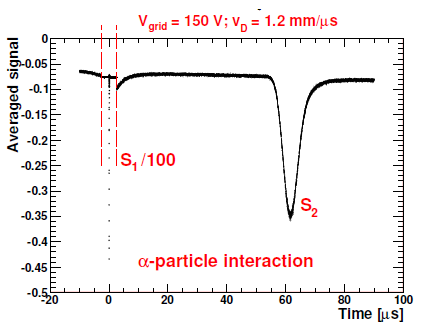 V_grid = 150 V; v_D = 1.2 mm/μs
Averaged signal
0
-0.05
-0.1
-0.15
-0.2
-0.25
-0.3
-0.35
-0.4
-0.45
-0.5
S_1/100
S_2
α-particle interaction
-20 0 20 40 60 80 100
Time [μs]